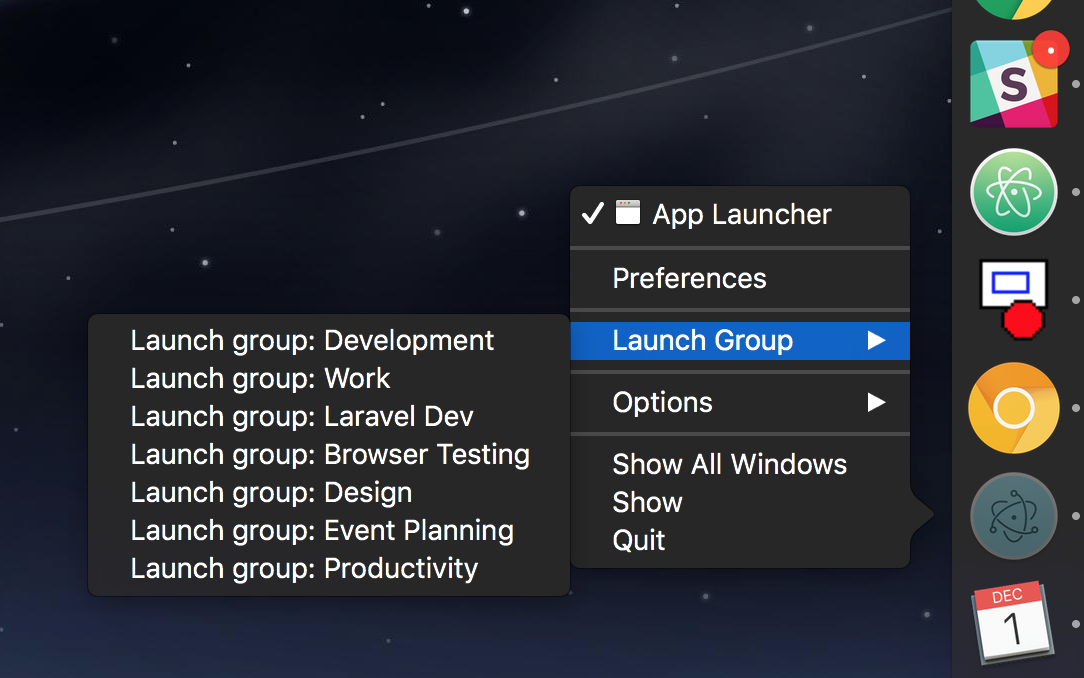 App Launcher
Preferences
Launch Group
Options
Show All Windows
Show
Quit
Launch group: Development
Launch group: Work
Launch group: Laravel Dev
Launch group: Browser Testing
Launch group: Design
Launch group: Event Planning
Launch group: Productivity
S
DEC
1